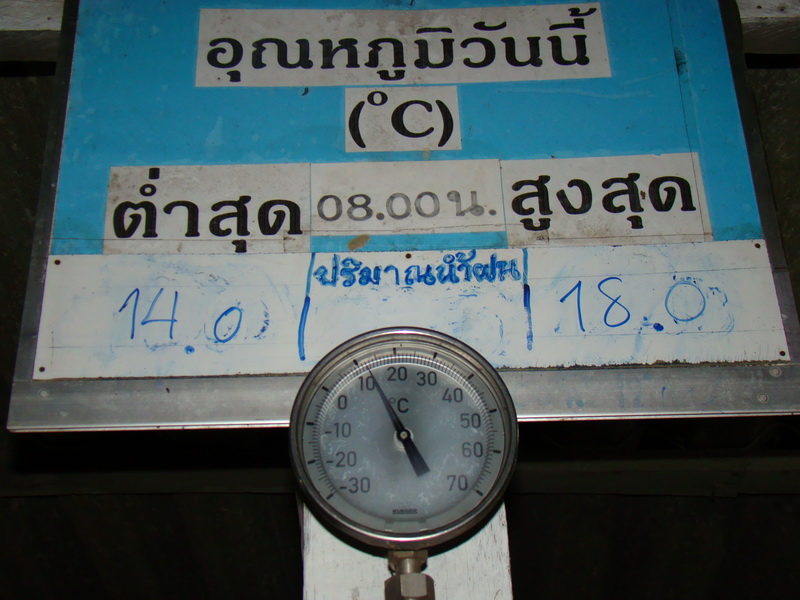 อุณหภูมิวันนี้
(°C)
ต่ำสุด 08.00 น. สูงสุด
14.0 ปริมาณน้ำฝน 18.0
-30 -20 -10 0 10 20 30 40 50 60 70
°C